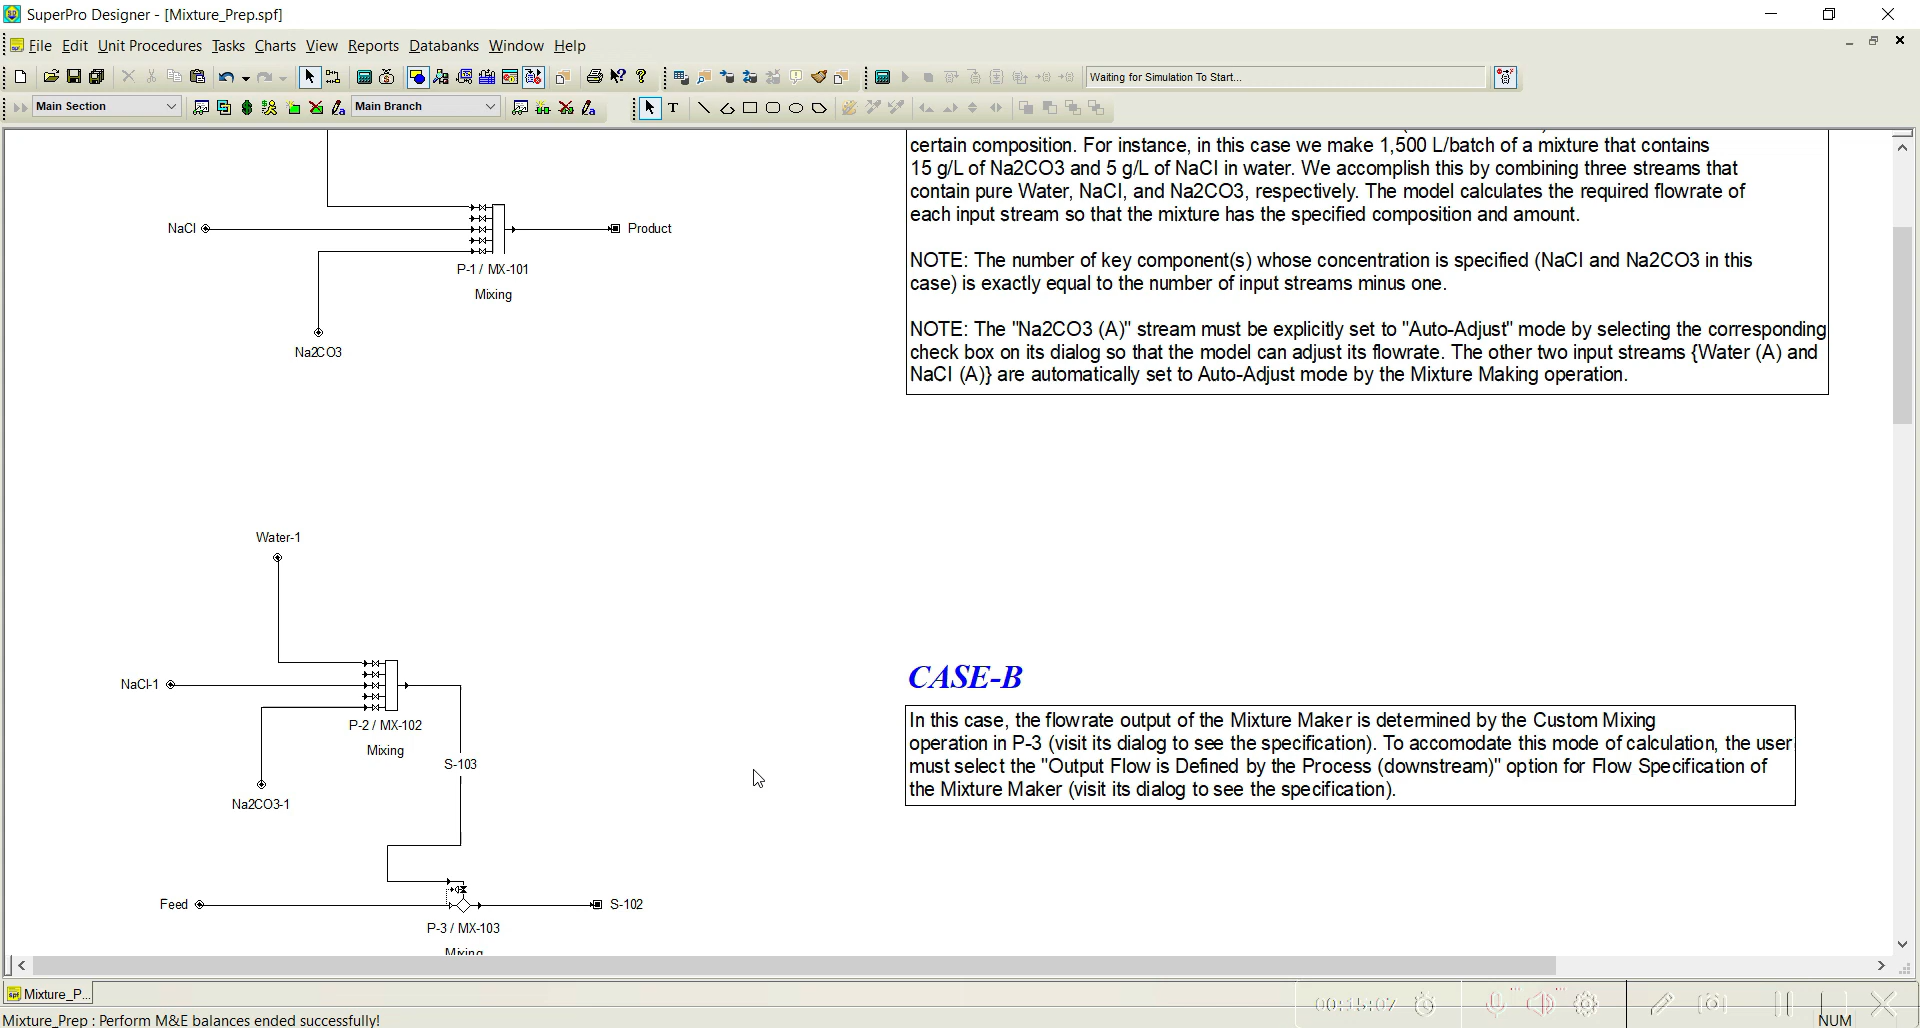 SuperPro Designer - [Mixture_Prep.spf]
File Edit Unit Procedures Tasks Charts View Reports Databanks Window Help
Waiting for Simulation To Start...
Main Section
Main Branch
T
certain composition. For instance, in this case we make 1,500 L/batch of a mixture that contains
15 g/L of Na2CO3 and 5 g/L of NaCl in water. We accomplish this by combining three streams that
contain pure Water, NaCl, and Na2CO3, respectively. The model calculates the required flowrate of
each input stream so that the mixture has the specified composition and amount.
NOTE: The number of key component(s) whose concentration is specified (NaCl and Na2CO3 in this
case) is exactly equal to the number of input streams minus one.
NOTE: The "Na2CO3 (A)" stream must be explicitly set to "Auto-Adjust" mode by selecting the corresponding
check box on its dialog so that the model can adjust its flowrate. The other two input streams {Water (A) and
NaCl (A)} are automatically set to Auto-Adjust mode by the Mixture Making operation.
NaCl
Product
P-1 / MX-101
Mixing
Na2CO3
Water-1
NaCl-1
P-2 / MX-102
Mixing
S-103
Na2CO3-1
Feed
S-102
P-3 / MX-103
Mixing
CASE-B
In this case, the flowrate output of the Mixture Maker is determined by the Custom Mixing
operation in P-3 (visit its dialog to see the specification). To accomodate this mode of calculation, the user
must select the "Output Flow is Defined by the Process (downstream)" option for Flow Specification of
the Mixture Maker (visit its dialog to see the specification).
Mixture_P...
00:15:07
Mixture_Prep : Perform M&E balances ended successfully!
NUM